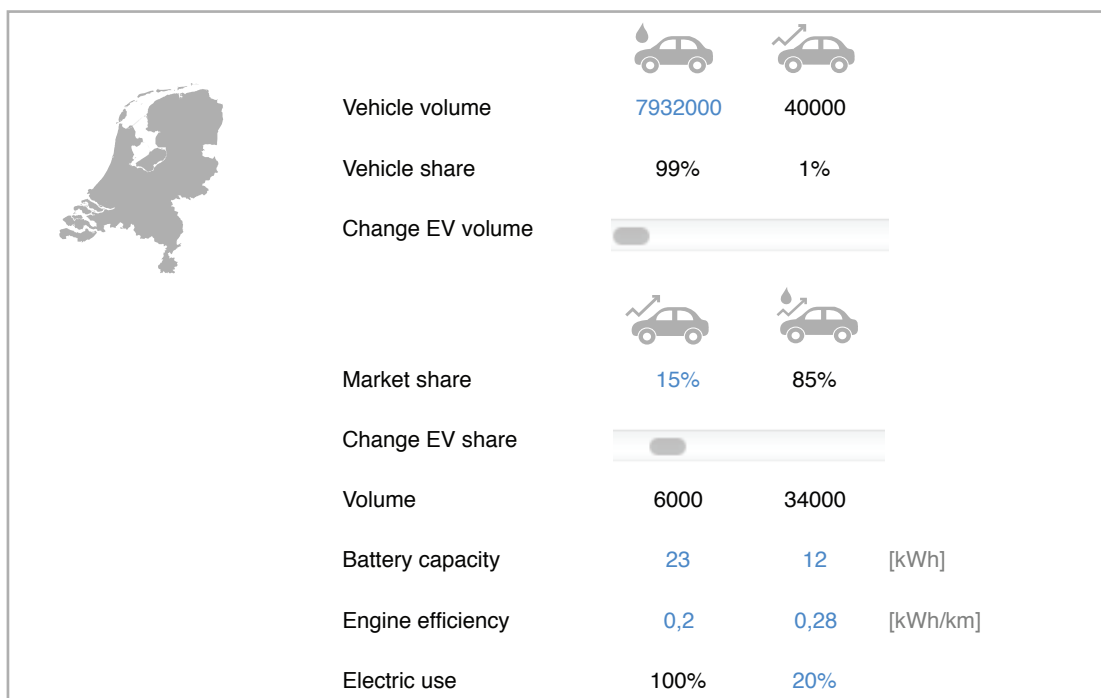 Vehicle volume 7932000 40000
Vehicle share 99% 1%
Change EV volume
Market share 15% 85%
Change EV share
Volume 6000 34000
Battery capacity 23 12 [kWh]
Engine efficiency 0,2 0,28 [kWh/km]
Electric use 100% 20%